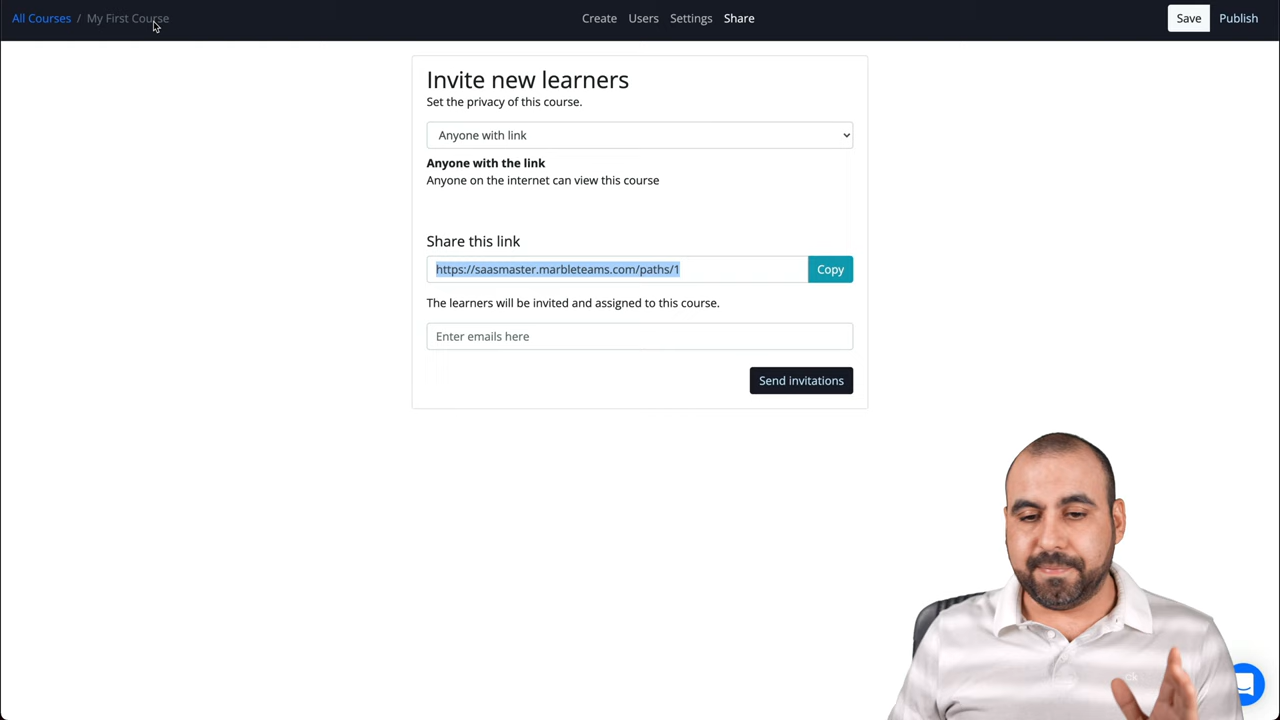 All Courses / My First Course
Create Users Settings Share
Save Publish
Invite new learners
Set the privacy of this course.
Anyone with link
Anyone with the link
Anyone on the internet can view this course
Share this link
https://saasmaster.marbleteams.com/paths/1
Copy
The learners will be invited and assigned to this course.
Enter emails here
Send invitations